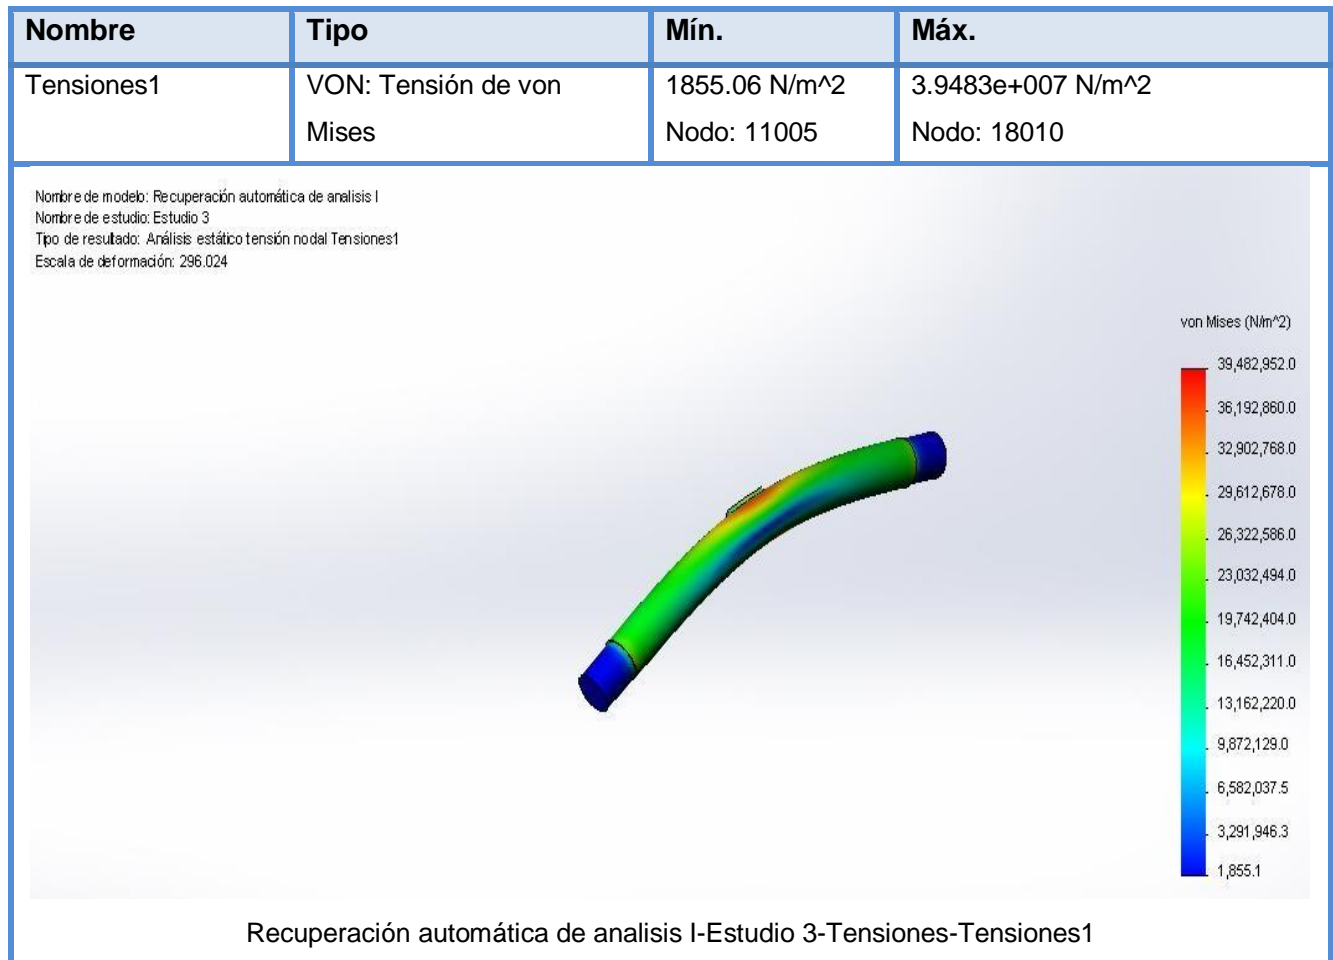 Nombre Tipo Mín. Máx.
Tensiones1 VON: Tensión de von 1855.06 N/m^2 3.9483e+007 N/m^2
Mises Nodo: 11005 Nodo: 18010
Nombre de modelo: Recuperación automática de analisis I
Nombre de estudio: Estudio 3
Tipo de resultado: Análisis estático tensión nodal Tensiones1
Escala de deformación: 296.024
von Mises (N/m^2)
39,482,952.0
36,192,860.0
32,902,768.0
29,612,678.0
26,322,586.0
23,032,494.0
19,742,404.0
16,452,311.0
13,162,220.0
9,872,129.0
6,582,037.5
3,291,946.3
1,855.1
Recuperación automática de analisis I-Estudio 3-Tensiones-Tensiones1